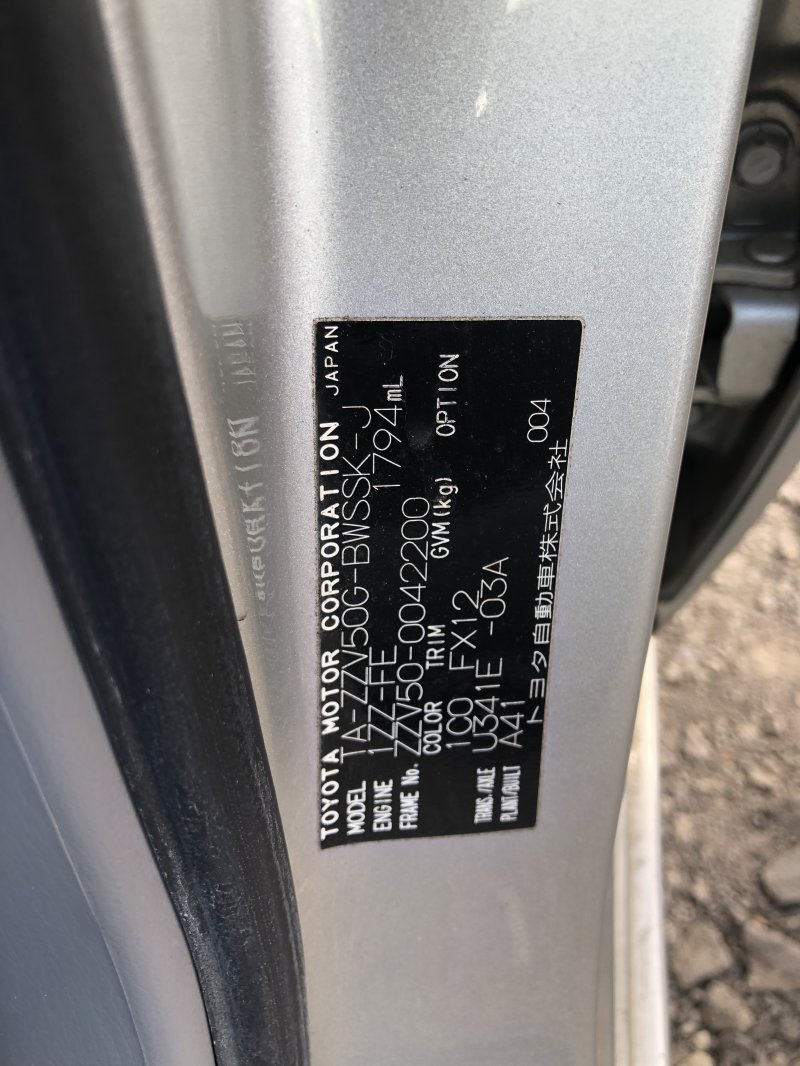 TOYOTA MOTOR CORPORATION JAPAN
MODEL TA-ZZV50G-BWSSK-J
ENGINE 1ZZ-FE 1794mL
FRAME No. ZZV50-0042200
COLOR TRIM GVM(kg) OPTION
1C0 FX12
TRANS./AXLE U341E -03A
PLANT/BUILT A41
トヨタ自動車株式会社 004